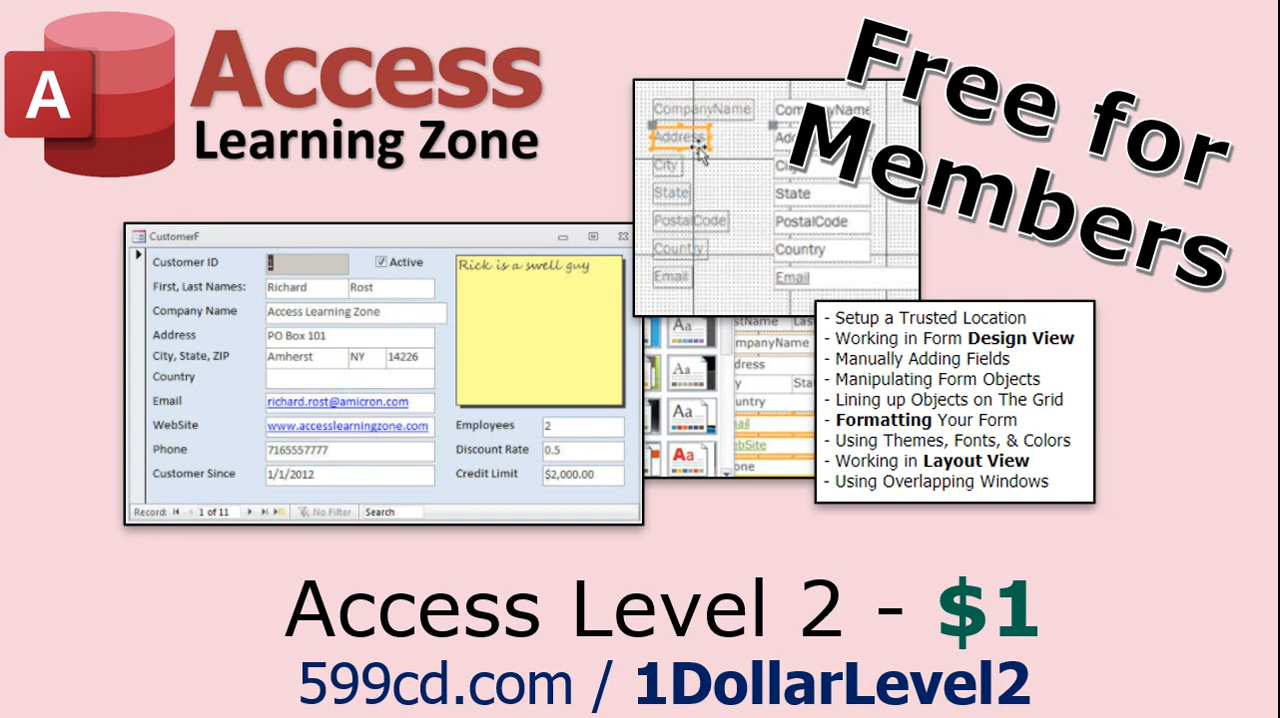 A
Access
Learning Zone
Free for
Members
CompanyName CompanyName
Address
City
State State
PostalCode PostalCode
Country Country
Email Email
CustomerF
Customer ID
Active
Rick is a swell guy
First, Last Names: Richard Rost
Company Name Access Learning Zone
Address PO Box 101
City, State, ZIP Amherst NY 14226
Country
Email richard.rost@amicron.com
WebSite www.accesslearningzone.com
Phone 7165557777
Customer Since 1/1/2012
Employees 2
Discount Rate 0.5
Credit Limit $2,000.00
Record: 1 of 11 No Filter Search
Aa
Aa
Aa
Aa
- Setup a Trusted Location
- Working in Form Design View
- Manually Adding Fields
- Manipulating Form Objects
- Lining up Objects on The Grid
- Formatting Your Form
- Using Themes, Fonts, & Colors
- Working in Layout View
- Using Overlapping Windows
Access Level 2 - $1
599cd.com / 1DollarLevel2